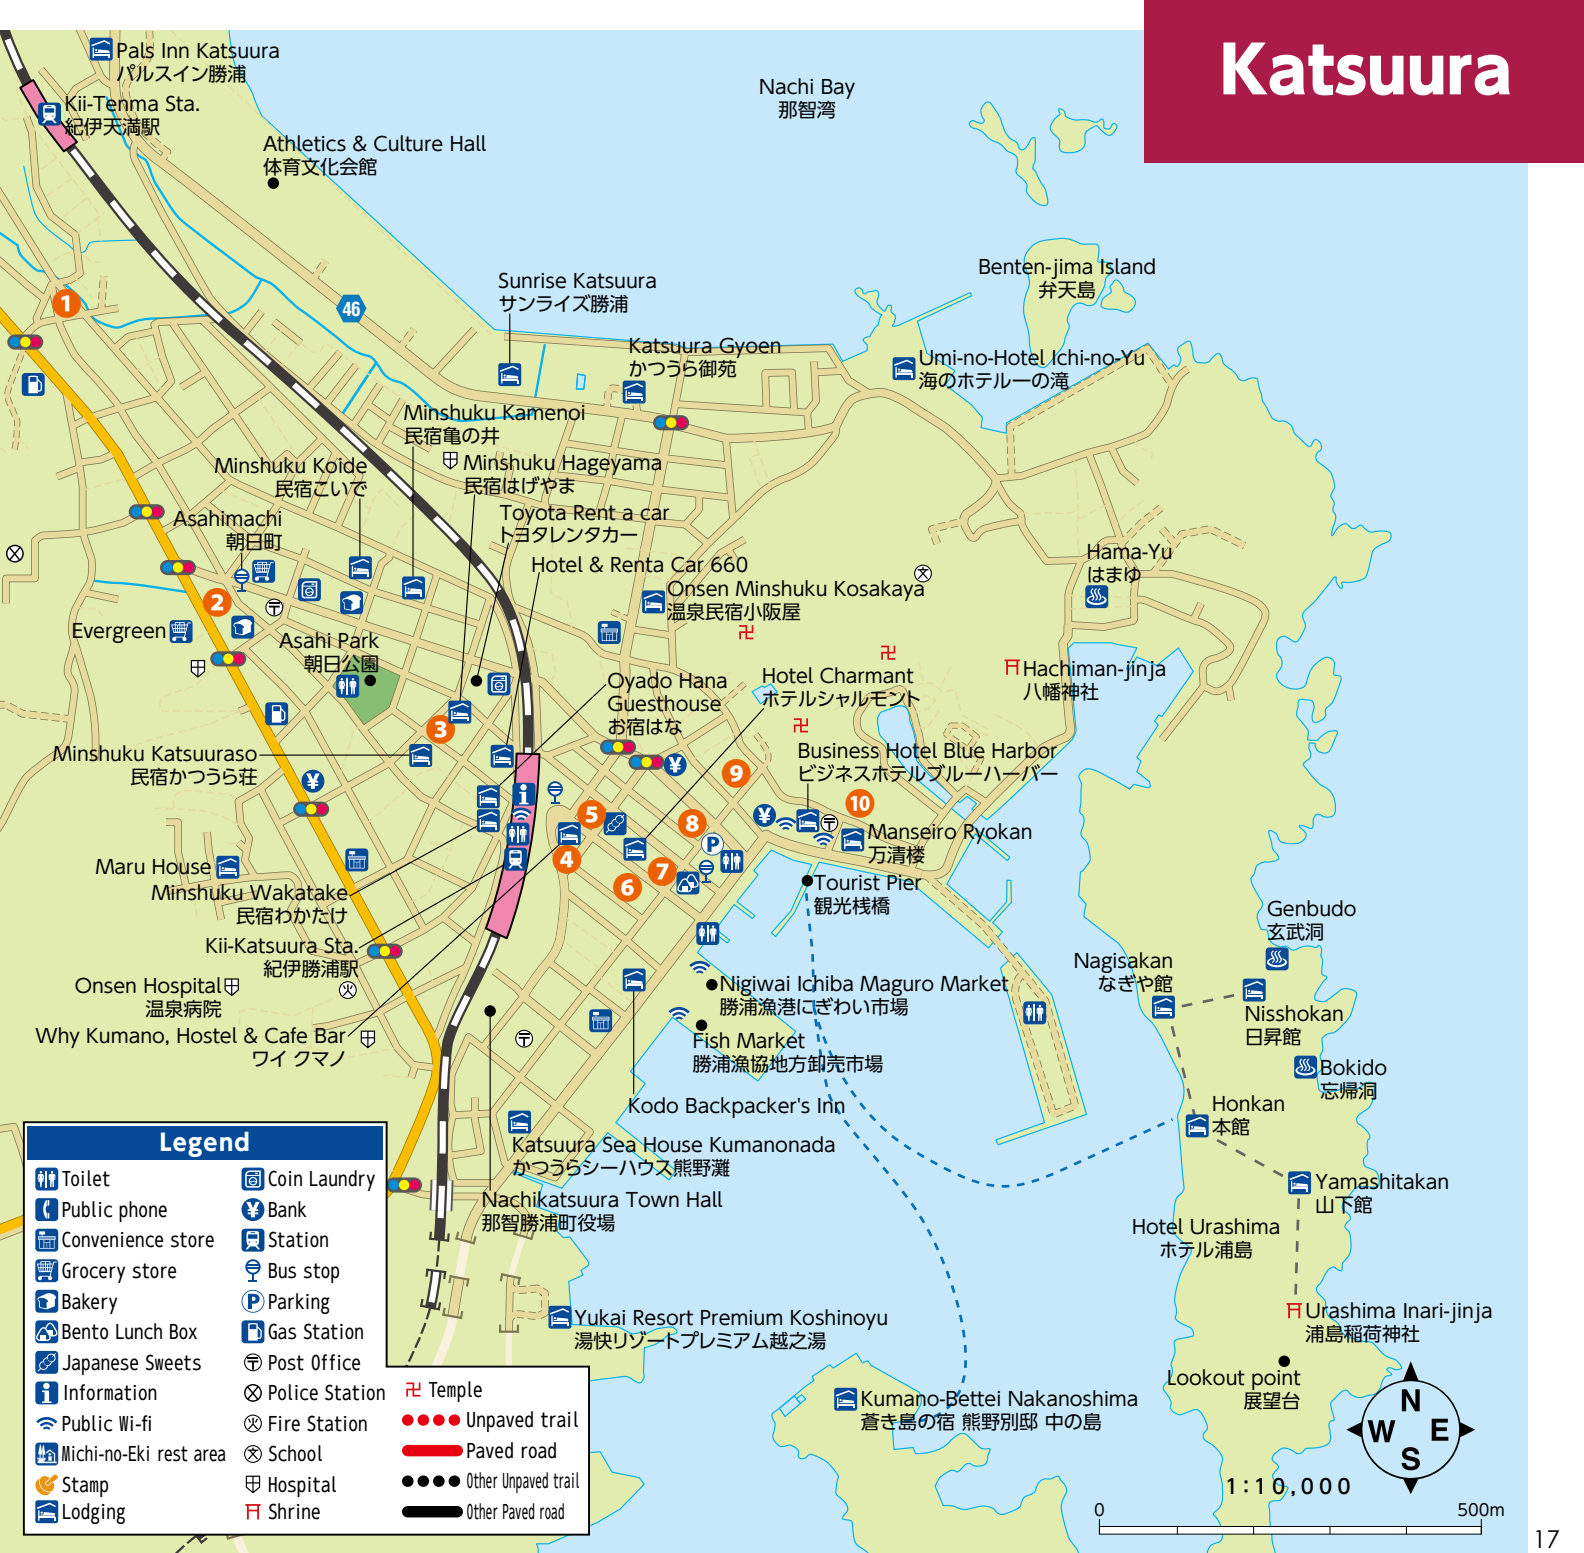 Katsuura
Pals Inn Katsuura
パルスイン勝浦
Kii-Tenma Sta.
紀伊天満駅
Athletics & Culture Hall
体育文化会館
Nachi Bay
那智湾
Benten-jima Island
弁天島
1
46
Sunrise Katsuura
サンライズ勝浦
Katsuura Gyoen
かつうら御苑
Umi-no-Hotel Ichi-no-Yu
海のホテル一の滝
Minshuku Kamenoi
民宿亀の井
Minshuku Koide
民宿こいで
Minshuku Hageyama
民宿はげやま
Toyota Rent a car
トヨタレンタカー
Asahimachi
朝日町
Hotel & Renta Car 660
Onsen Minshuku Kosakaya
温泉民宿小阪屋
Hama-Yu
はまゆ
2
Evergreen
Asahi Park
朝日公園
Oyado Hana
Guesthouse
お宿はな
Hotel Charmant
ホテルシャルモント
Hachiman-jinja
八幡神社
3
Minshuku Katsuuraso
民宿かつうら荘
Business Hotel Blue Harbor
ビジネスホテルブルーハーバー
9
10
5
8
4
7
6
P
Manseiro Ryokan
万清楼
Maru House
Minshuku Wakatake
民宿わかたけ
Tourist Pier
観光桟橋
Kii-Katsuura Sta.
紀伊勝浦駅
Genbudo
玄武洞
Nagisakan
なぎや館
Onsen Hospital
温泉病院
Nigiwai Ichiba Maguro Market
勝浦漁港にぎわい市場
Nisshokan
日昇館
Why Kumano, Hostel & Cafe Bar
ワイ クマノ
Fish Market
勝浦漁協地方卸売市場
Bokido
忘帰洞
Kodo Backpacker's Inn
Honkan
本館
Katsuura Sea House Kumanonada
かつうらシーハウス熊野灘
Yamashitakan
山下館
Nachikatsuura Town Hall
那智勝浦町役場
Hotel Urashima
ホテル浦島
Yukai Resort Premium Koshinoyu
湯快リゾートプレミアム越之湯
Urashima Inari-jinja
浦島稲荷神社
Lookout point
展望台
Kumano-Bettei Nakanoshima
蒼き島の宿 熊野別邸 中の島
Legend
Toilet
Public phone
Convenience store
Grocery store
Bakery
Bento Lunch Box
Japanese Sweets
Information
Public Wi-fi
Michi-no-Eki rest area
Stamp
Lodging
Coin Laundry
Bank
Station
Bus stop
Parking
Gas Station
Post Office
Police Station
Fire Station
School
Hospital
Shrine
Temple
Unpaved trail
Paved road
Other Unpaved trail
Other Paved road
N
W E
S
1:10,000
0 500m
17